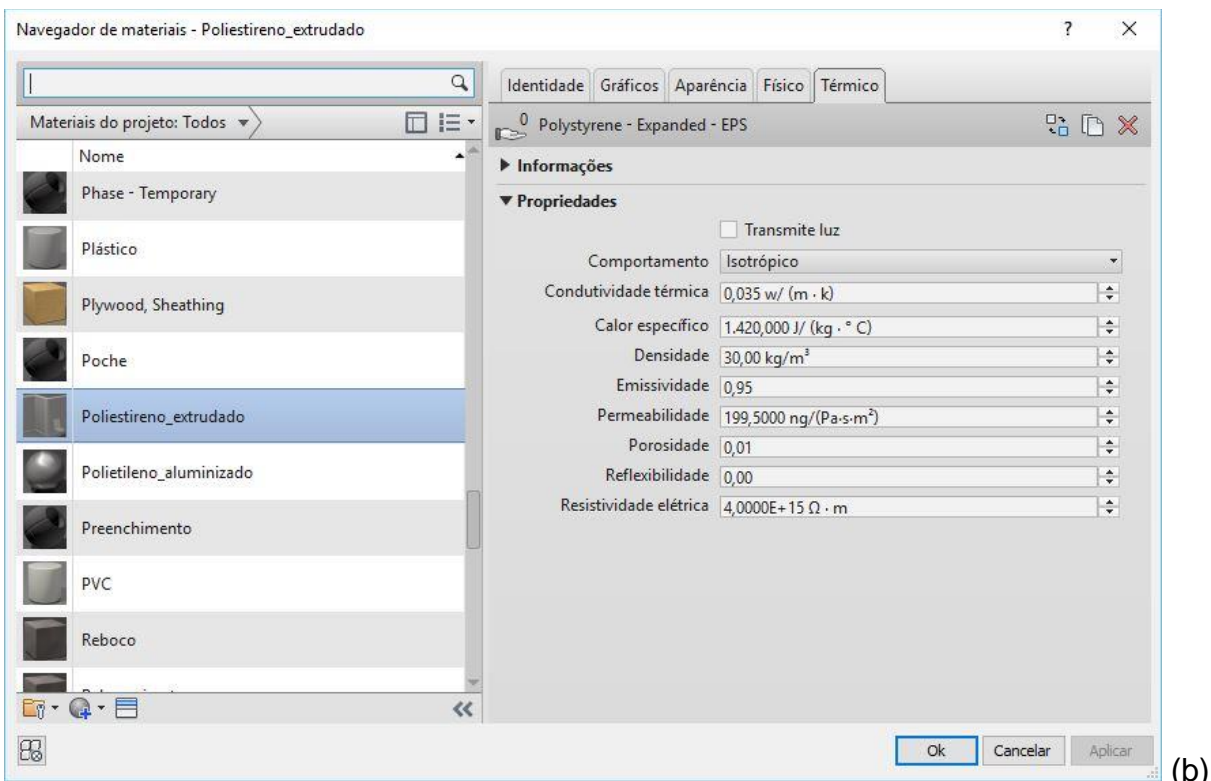 Navegador de materiais - Poliestireno_extrudado
?
Materiais do projeto: Todos
Nome
Phase - Temporary
Plástico
Plywood, Sheathing
Poche
Poliestireno_extrudado
Polietileno_aluminizado
Preenchimento
PVC
Reboco
Identidade Gráficos Aparência Físico Térmico
0 Polystyrene - Expanded - EPS
Informações
Propriedades
Transmite luz
Comportamento Isotrópico
Condutividade térmica 0,035 w/ (m · k)
Calor específico 1.420,000 J/ (kg · ° C)
Densidade 30,00 kg/m³
Emissividade 0,95
Permeabilidade 199,5000 ng/(Pa·s·m²)
Porosidade 0,01
Reflexibilidade 0,00
Resistividade elétrica 4,0000E+15 Ω · m
Ok Cancelar Aplicar
(b)